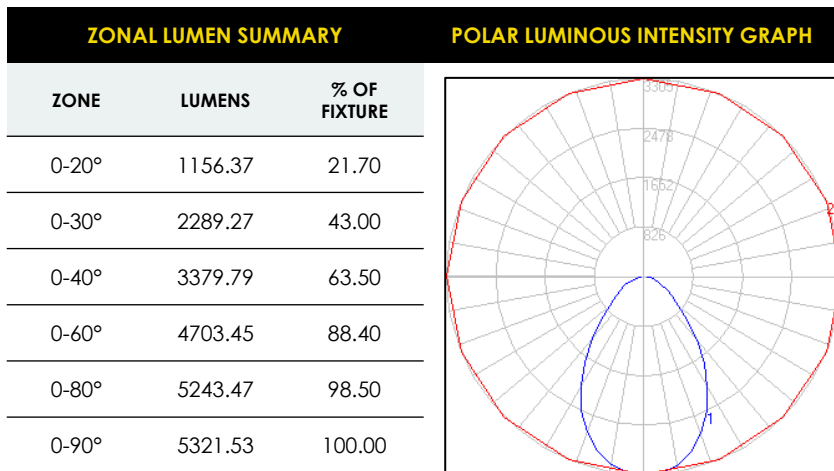 ZONAL LUMEN SUMMARY
POLAR LUMINOUS INTENSITY GRAPH
ZONE LUMENS % OF FIXTURE
0-20° 1156.37 21.70
0-30° 2289.27 43.00
0-40° 3379.79 63.50
0-60° 4703.45 88.40
0-80° 5243.47 98.50
0-90° 5321.53 100.00
3305
2478
1652
826
2
1